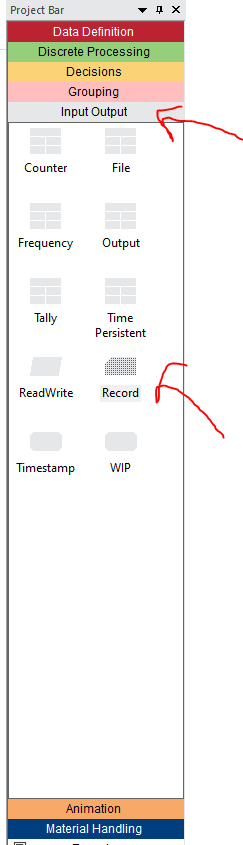 Project Bar
Data Definition
Discrete Processing
Decisions
Grouping
Input Output
Counter File
Frequency Output
Tally Time
Persistent
ReadWrite Record
Timestamp WIP
Animation
Material Handling